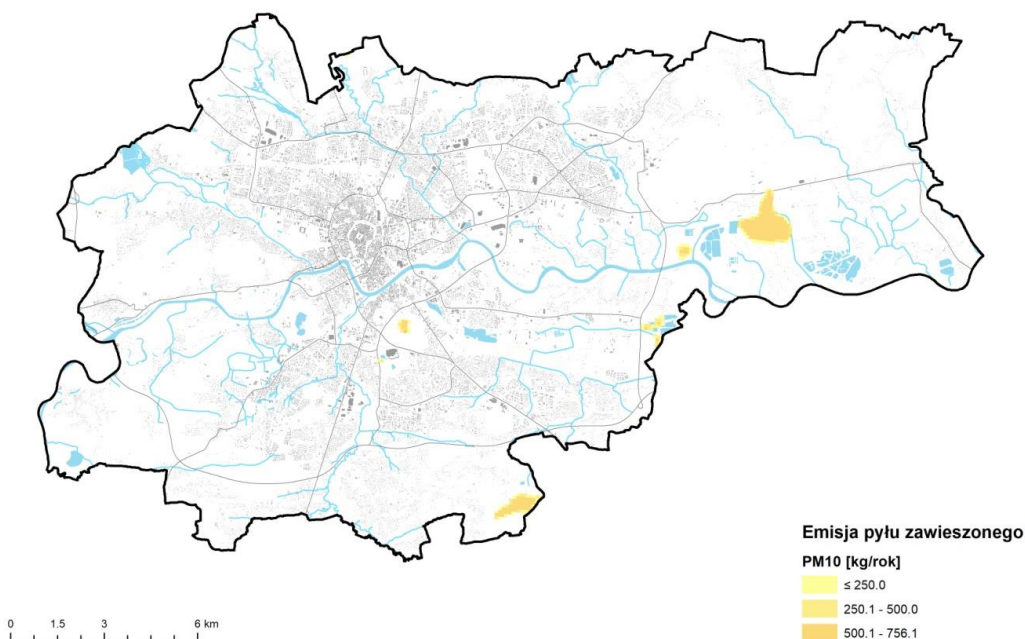 Emisja pyłu zawieszonego
PM10 [kg/rok]
≤ 250.0
250.1 - 500.0
500.1 - 756.1
0 1.5 3 6 km